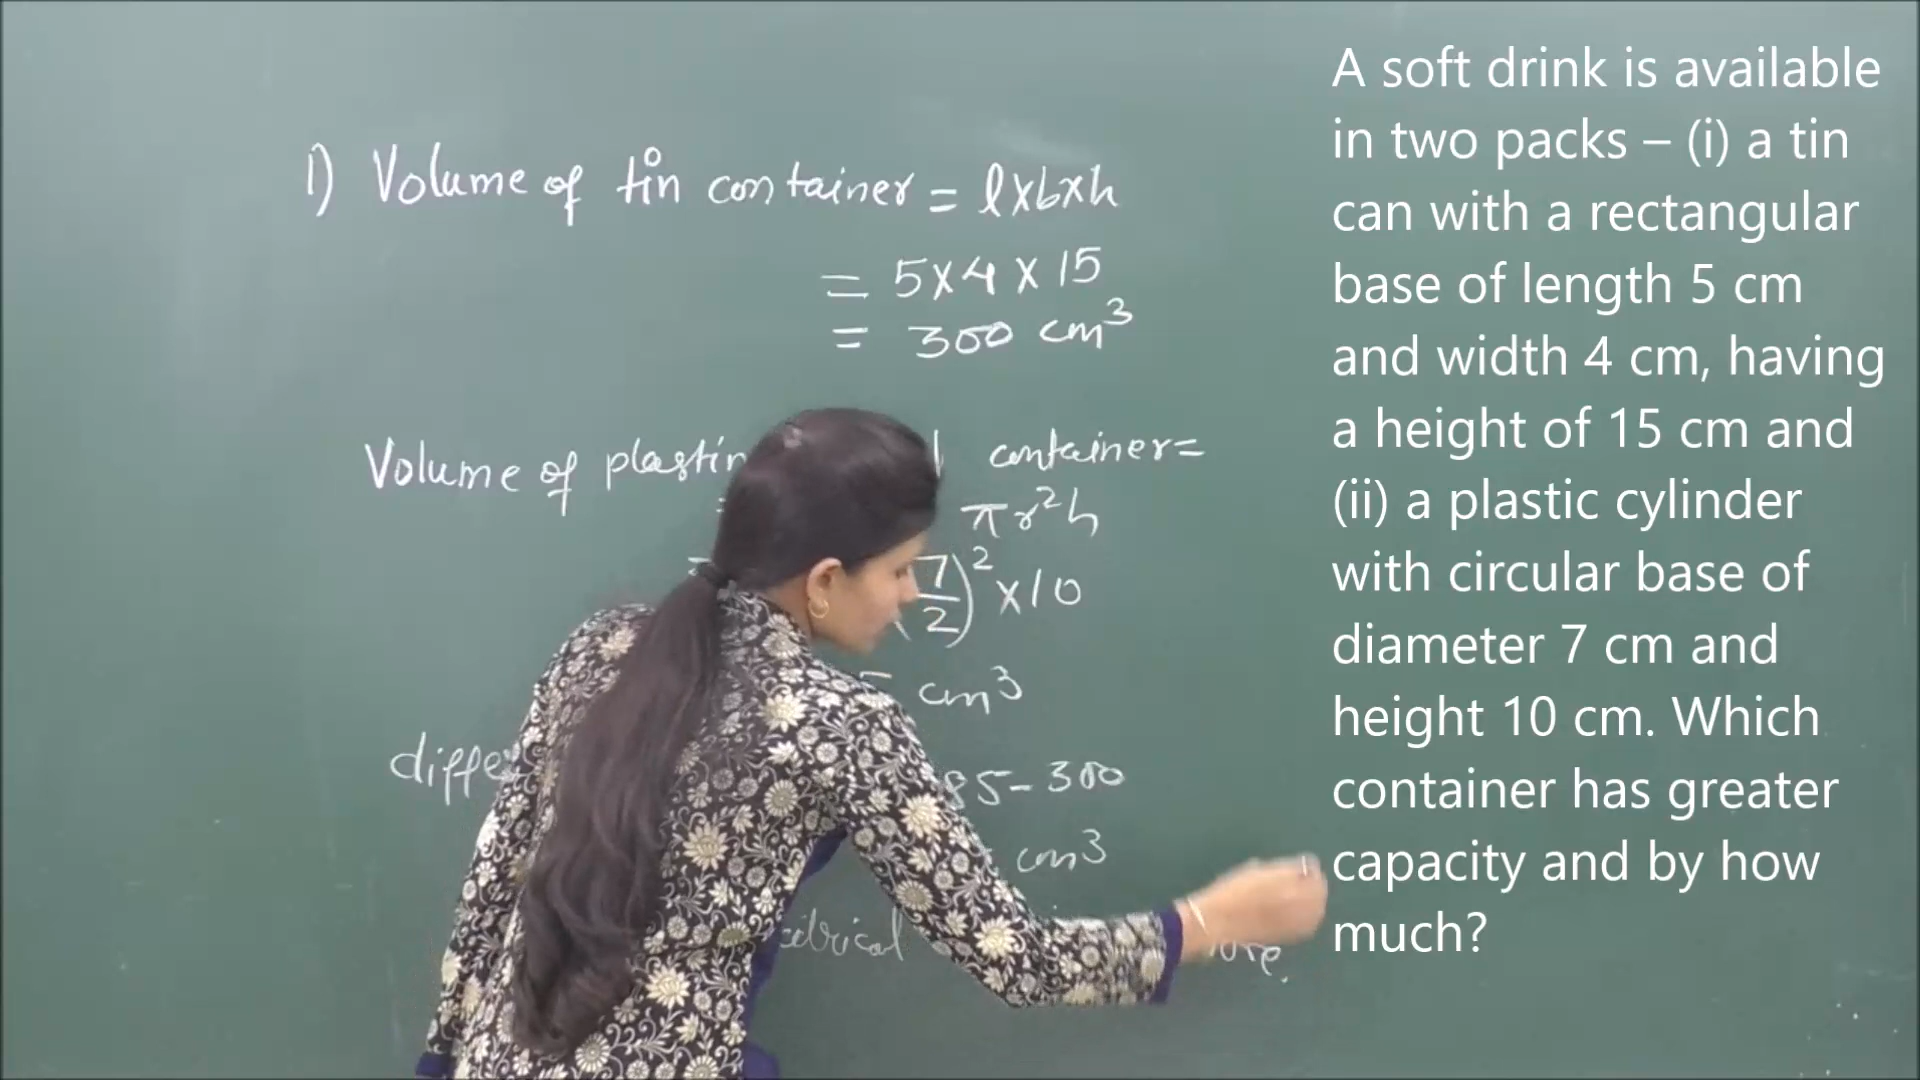 1) Volume of tin container = l×b×h
= 5×4×15
= 300 cm³
Volume of container=
πr²h
7/2)² ×10
cm³
85-300
cm³
A soft drink is available
in two packs – (i) a tin
can with a rectangular
base of length 5 cm
and width 4 cm, having
a height of 15 cm and
(ii) a plastic cylinder
with circular base of
diameter 7 cm and
height 10 cm. Which
container has greater
capacity and by how
much?